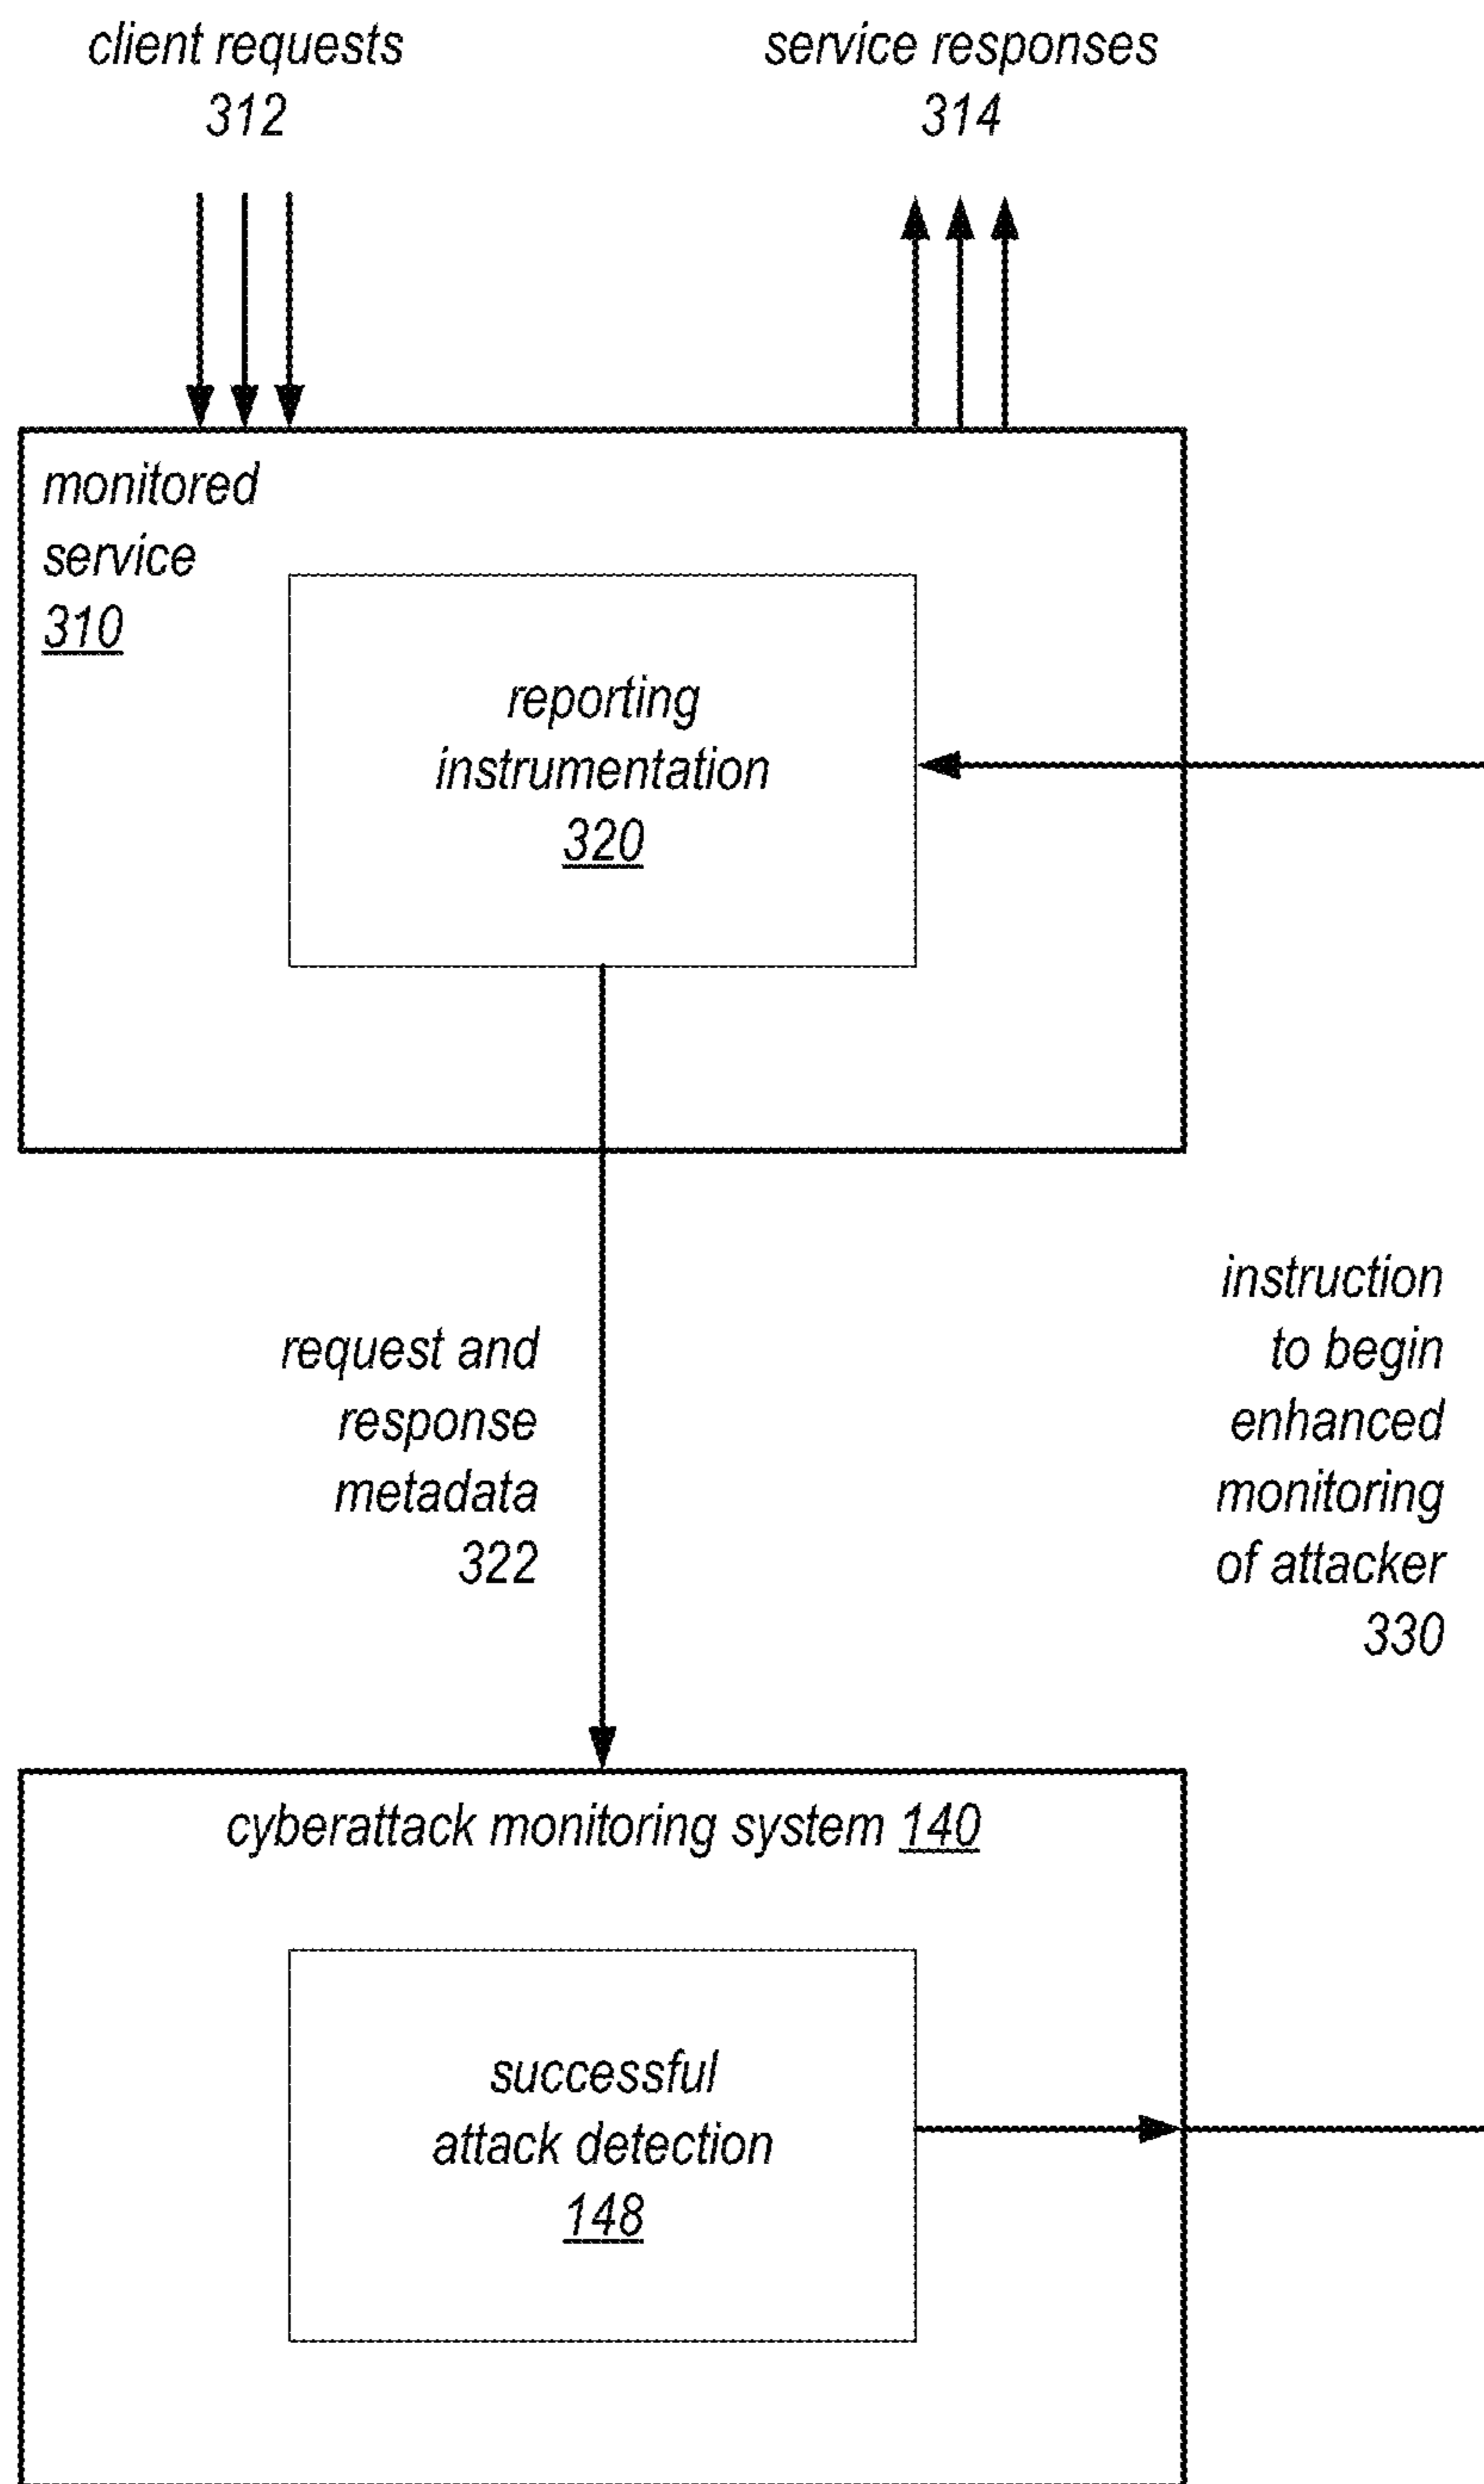 client requests
312
service responses
314
monitored
service
310
reporting
instrumentation
320
request and
response
metadata
322
instruction
to begin
enhanced
monitoring
of attacker
330
cyberattack monitoring system 140
successful
attack detection
148